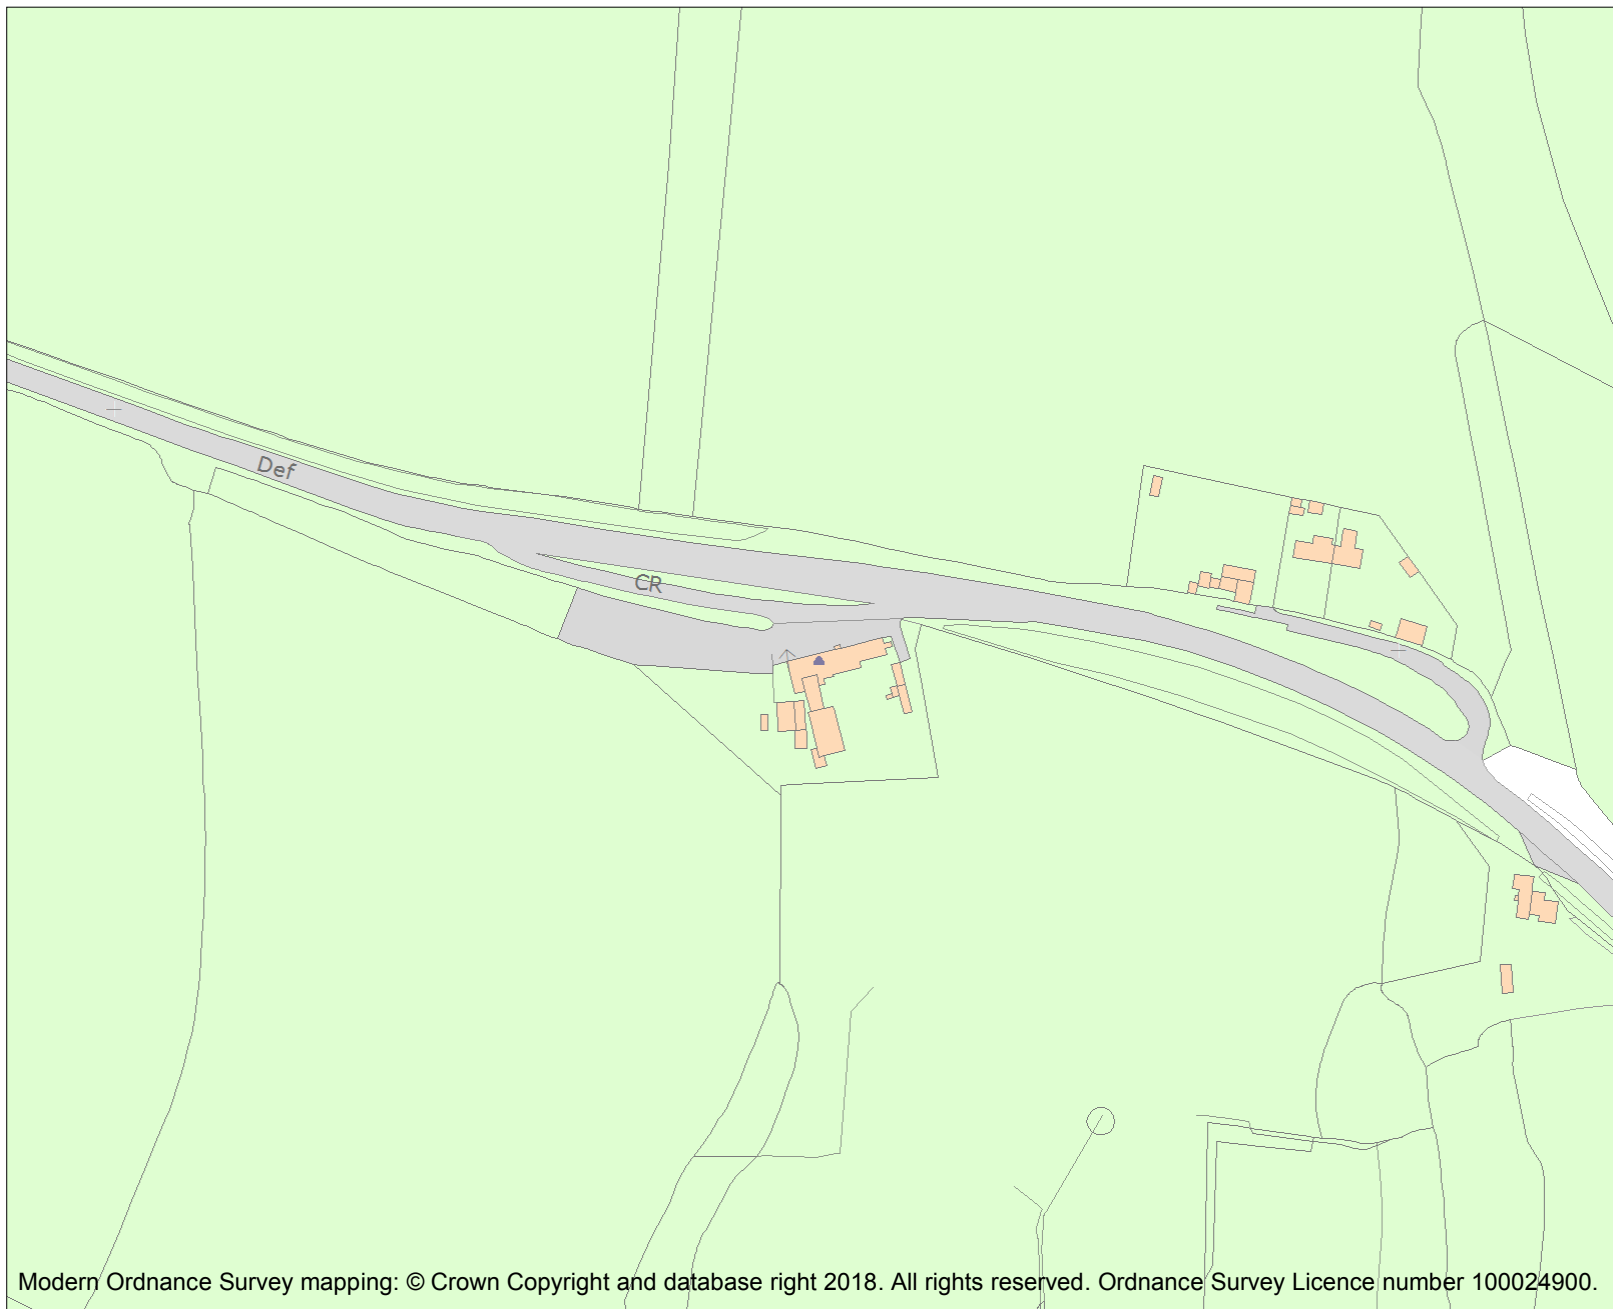 Def
CR
Modern Ordnance Survey mapping: © Crown Copyright and database right 2018. All rights reserved. Ordnance Survey Licence number 100024900.